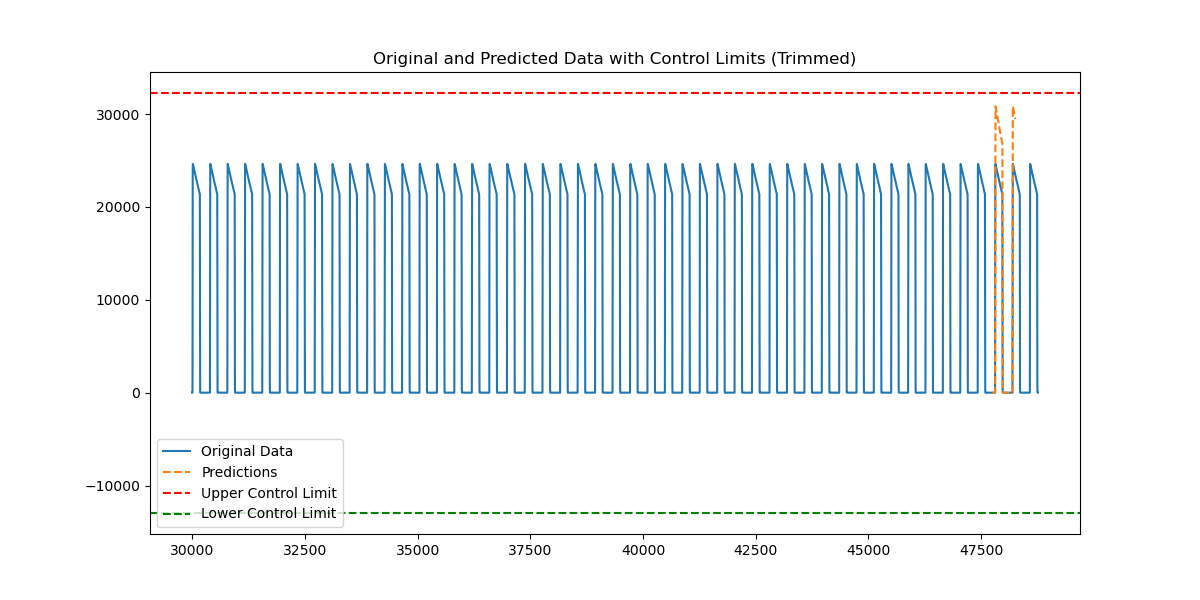 Original and Predicted Data with Control Limits (Trimmed)
30000
20000
10000
0
−10000
Original Data
Predictions
Upper Control Limit
Lower Control Limit
30000 32500 35000 37500 40000 42500 45000 47500